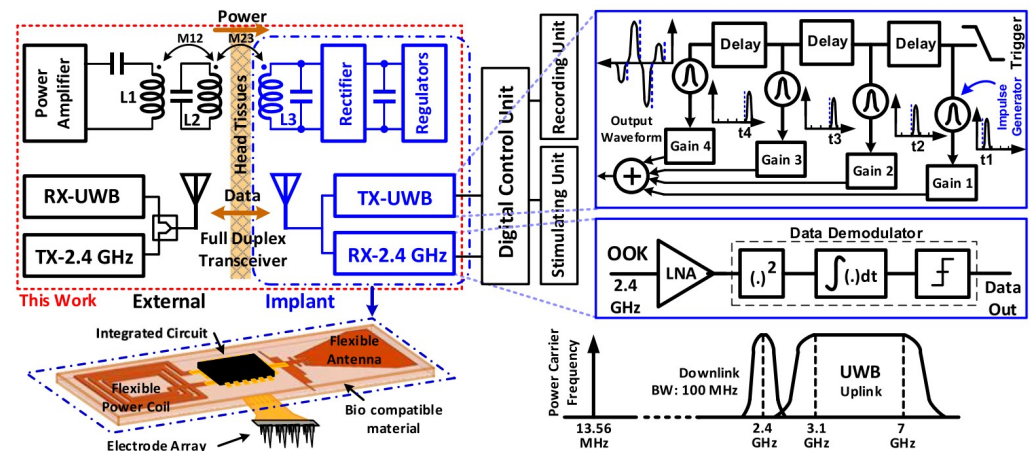 Power
M12
M23
Power
Amplifier
L1
L2
L3
Head Tissues
Rectifier
Regulators
RX-UWB
TX-2.4 GHz
Data
Full Duplex
Transceiver
TX-UWB
RX-2.4 GHz
This Work
External
Implant
Digital Control Unit
Recording Unit
Stimulating Unit
Delay
Delay
Delay
Trigger
Impulse
Generator
Output
Waveform
t4
t3
t2
t1
Gain 4
Gain 3
Gain 2
Gain 1
+
Data Demodulator
OOK
2.4
GHz
LNA
(.)²
∫(.)dt
Data
Out
Integrated Circuit
Flexible
Antenna
Flexible
Power Coil
Bio compatible
material
Electrode Array
Power Carrier
Frequency
Downlink
BW: 100 MHz
UWB
Uplink
13.56
MHz
2.4
GHz
3.1
GHz
7
GHz